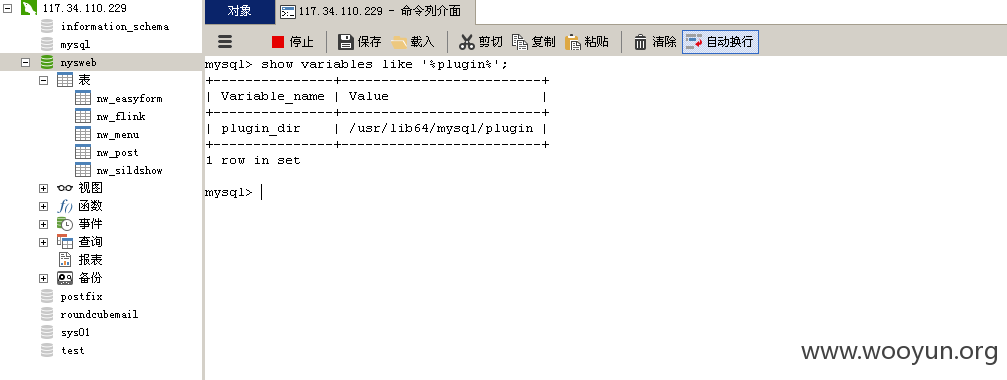 117.34.110.229
information_schema
mysql
nysweb
表
nw_easyform
nw_flink
nw_menu
nw_post
nw_sildshow
视图
函数
事件
查询
报表
备份
postfix
roundcubemail
sys01
test
对象
117.34.110.229 - 命令列介面
停止 保存 载入 剪切 复制 粘贴 清除 自动换行
mysql> show variables like '%plugin%';
+---------------+------------------------+
| Variable_name | Value                  |
+---------------+------------------------+
| plugin_dir    | /usr/lib64/mysql/plugin |
+---------------+------------------------+
1 row in set
mysql>
www.wooyun.org